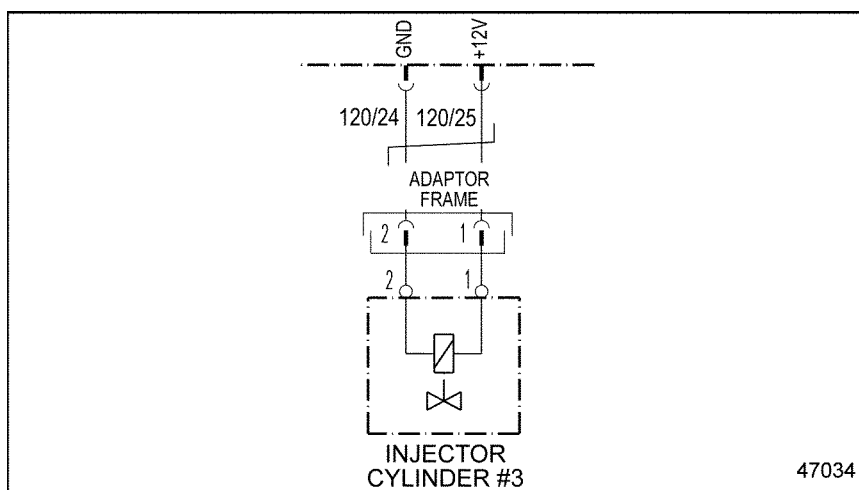 GND +12V
120/24 120/25
ADAPTOR
FRAME
2 1
2 1
INJECTOR
CYLINDER #3
47034